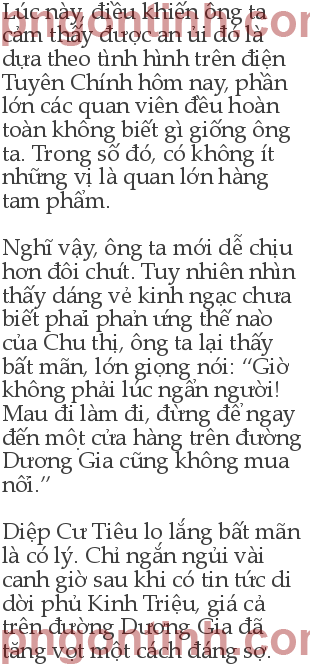 Lúc này, điều khiến ông ta
cảm thấy được an ủi đó là
dựa theo tình hình trên điện
Tuyên Chính hôm nay, phần
lớn các quan viên đều hoàn
toàn không biết gì giống ông
ta. Trong số đó, có không ít
những vị là quan lớn hàng
tam phẩm.
Nghĩ vậy, ông ta mới dễ chịu
hơn đôi chút. Tuy nhiên nhìn
thấy dáng vẻ kinh ngạc chưa
biết phải phản ứng thế nào
của Chu thị, ông ta lại thấy
bất mãn, lớn giọng nói: “Giờ
không phải lúc ngẩn người!
Mau đi làm đi, đừng để ngay
đến một cửa hàng trên đường
Dương Gia cũng không mua
nổi.”
Diệp Cư Tiêu lo lắng bất mãn
là có lý. Chỉ ngắn ngủi vài
canh giờ sau khi có tin tức di
dời phủ Kinh Triệu, giá cả
trên đường Dương Gia đã
tăng vọt một cách đáng sợ.